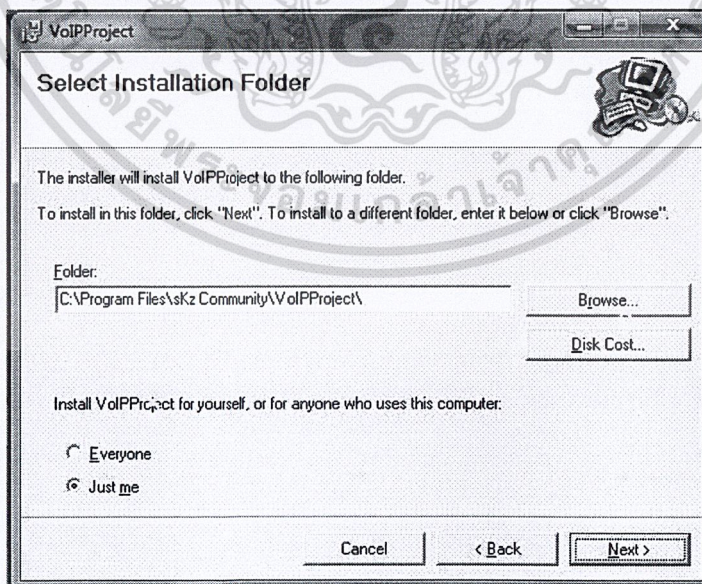 VoIPProject
Select Installation Folder
The installer will install VoIPProject to the following folder.
To install in this folder, click "Next". To install to a different folder, enter it below or click "Browse".
Folder:
C:\Program Files\sKz Community\VoIPProject\
Browse...
Disk Cost...
Install VoIPProject for yourself, or for anyone who uses this computer:
Everyone
Just me
Cancel
< Back
Next >